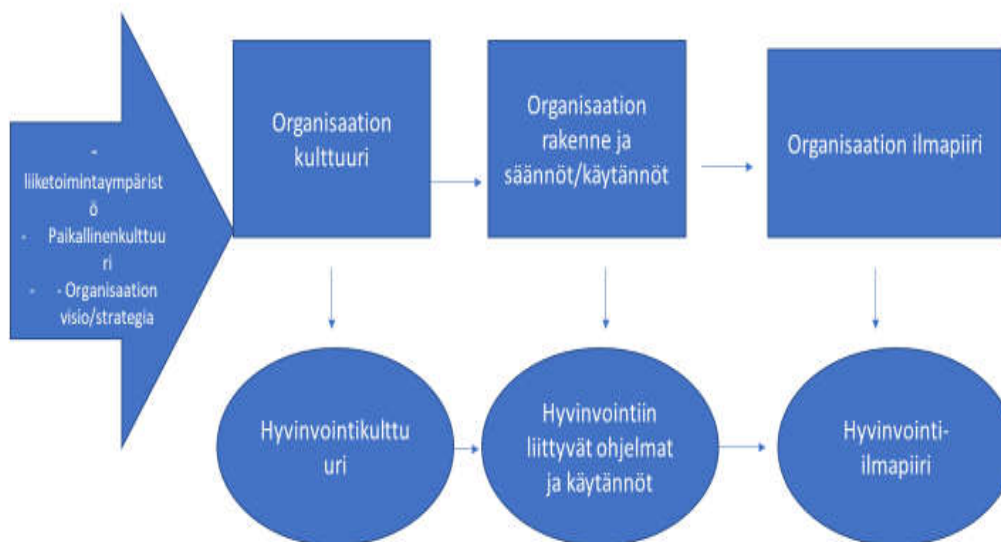 -
liiketoimintaympärist
ö
- Paikallinenkulttuu
ri
- - Organisaation
visio/strategia
Organisaation
kulttuuri
Organisaation
rakenne ja
säännöt/käytännöt
Organisaation ilmapiiri
Hyvinvointikulttu
uri
Hyvinvointiin
liittyvät ohjelmat
ja käytännöt
Hyvinvointi-
ilmapiiri